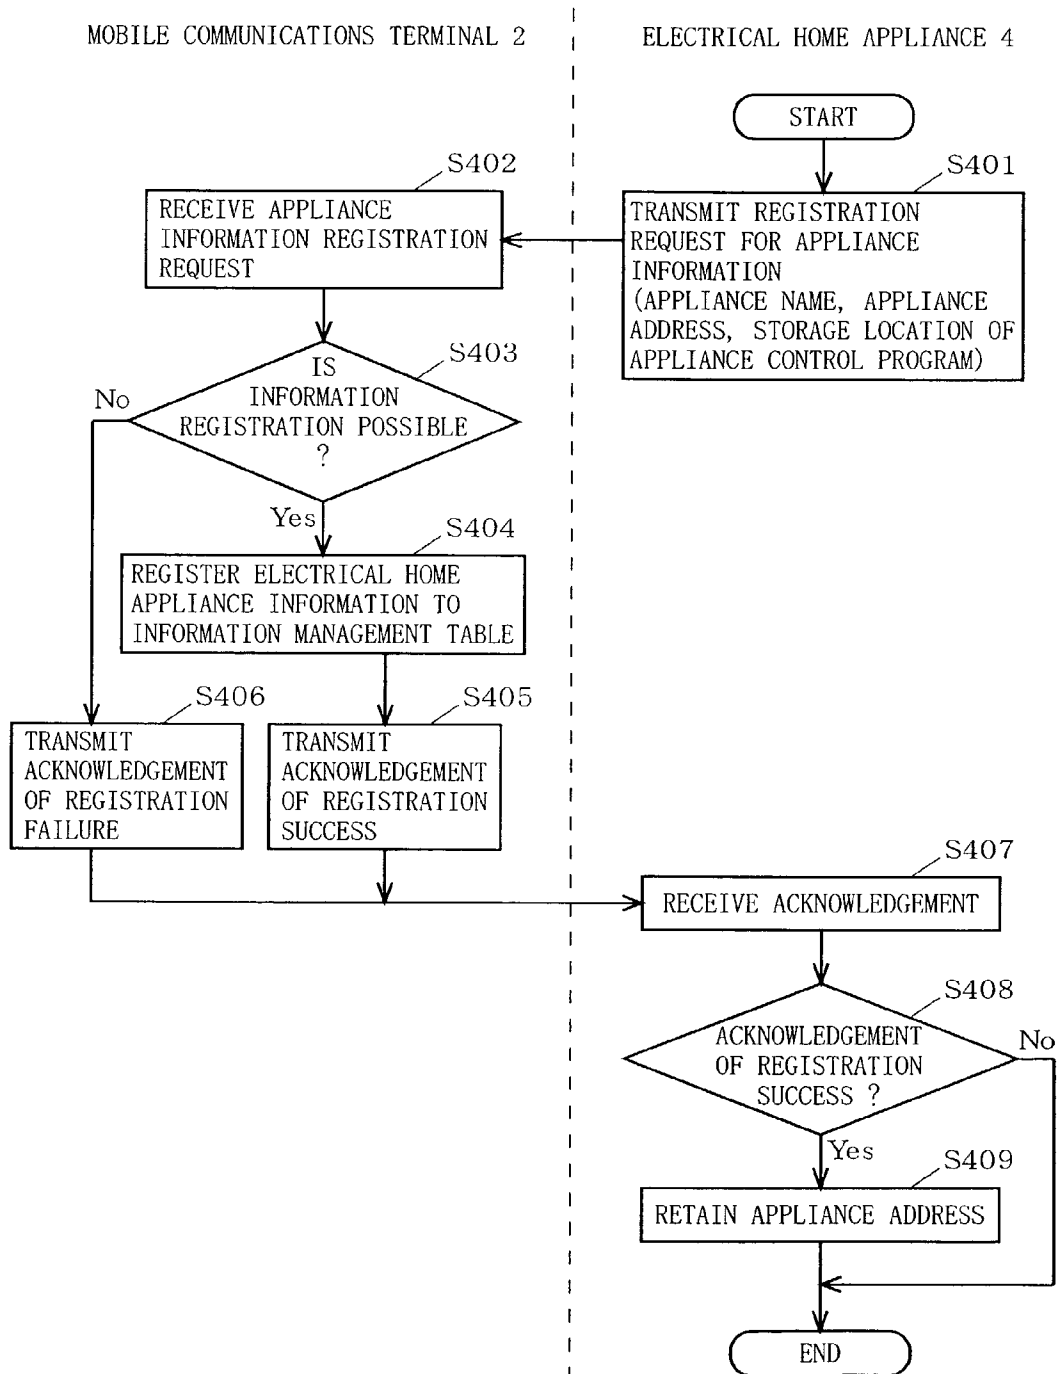 MOBILE COMMUNICATIONS TERMINAL 2
ELECTRICAL HOME APPLIANCE 4
START
S401
TRANSMIT REGISTRATION
REQUEST FOR APPLIANCE
INFORMATION
(APPLIANCE NAME, APPLIANCE
ADDRESS, STORAGE LOCATION OF
APPLIANCE CONTROL PROGRAM)
S402
RECEIVE APPLIANCE
INFORMATION REGISTRATION
REQUEST
S403
IS
INFORMATION
REGISTRATION POSSIBLE
?
No
Yes
S404
REGISTER ELECTRICAL HOME
APPLIANCE INFORMATION TO
INFORMATION MANAGEMENT TABLE
S406
TRANSMIT
ACKNOWLEDGEMENT
OF REGISTRATION
FAILURE
S405
TRANSMIT
ACKNOWLEDGEMENT
OF REGISTRATION
SUCCESS
S407
RECEIVE ACKNOWLEDGEMENT
S408
ACKNOWLEDGEMENT
OF REGISTRATION
SUCCESS ?
No
Yes
S409
RETAIN APPLIANCE ADDRESS
END